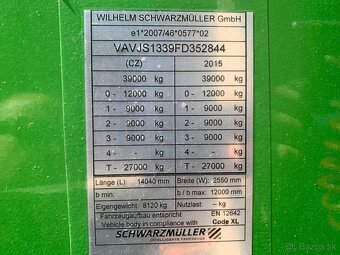 WILHELM SCHWARZMÜLLER GmbH
e1*2007/46*0577*02
VAVJS1339FD352844
(CZ) 2015
39000 kg 39000 kg
0 - 12000 kg 0 - 12000 kg
1 - 9000 kg 1 - 9000 kg
2 - 9000 kg 2 - 9000 kg
3 - 9000 kg 3 - 9000 kg
4 - kg 4 - kg
T - 27000 kg T - 27000 kg
Länge (L): 14040 mm Breite (W): 2550 mm
b min: b / b max: 12000 mm
Eigengewicht: 8120 kg Nutzlast: -- kg
Fahrzeugaufbau entspricht EN 12642
Vehicle body in compliance with Code XL
SCHWARZMÜLLER
INTELLIGENTE FAHRZEUGE
bazos.sk